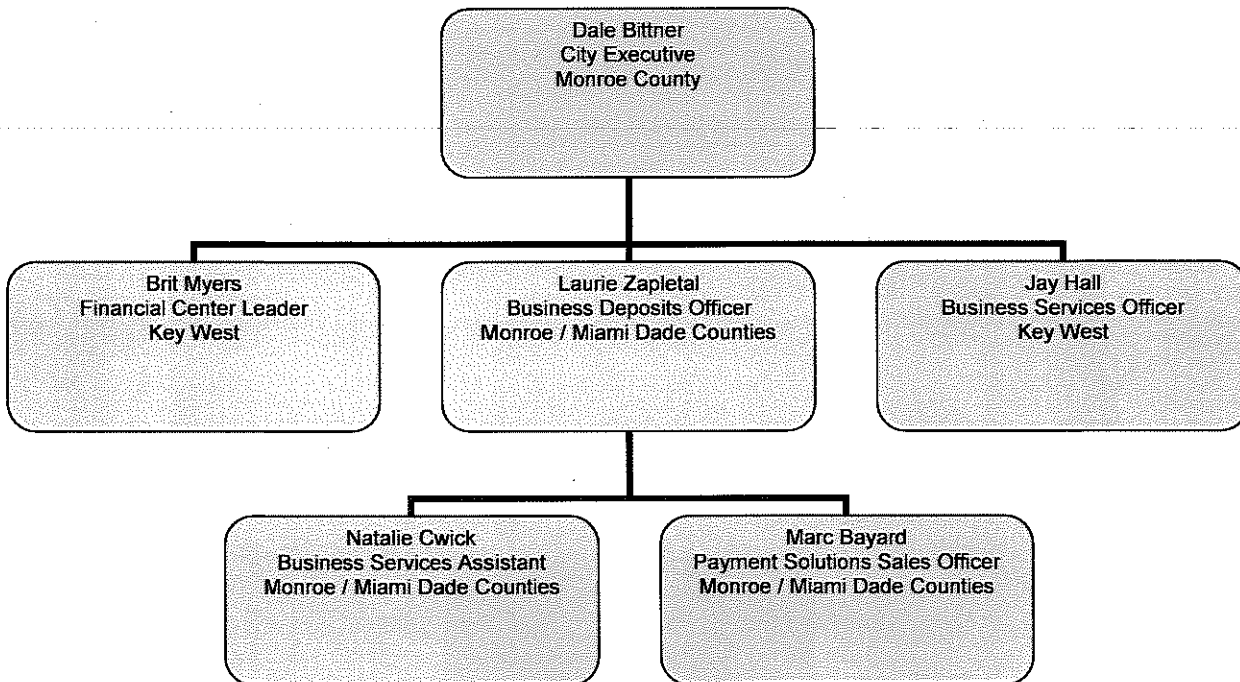 Dale Bittner
City Executive
Monroe County
Brit Myers
Financial Center Leader
Key West
Laurie Zapletal
Business Deposits Officer
Monroe / Miami Dade Counties
Jay Hall
Business Services Officer
Key West
Natalie Cwick
Business Services Assistant
Monroe / Miami Dade Counties
Marc Bayard
Payment Solutions Sales Officer
Monroe / Miami Dade Counties